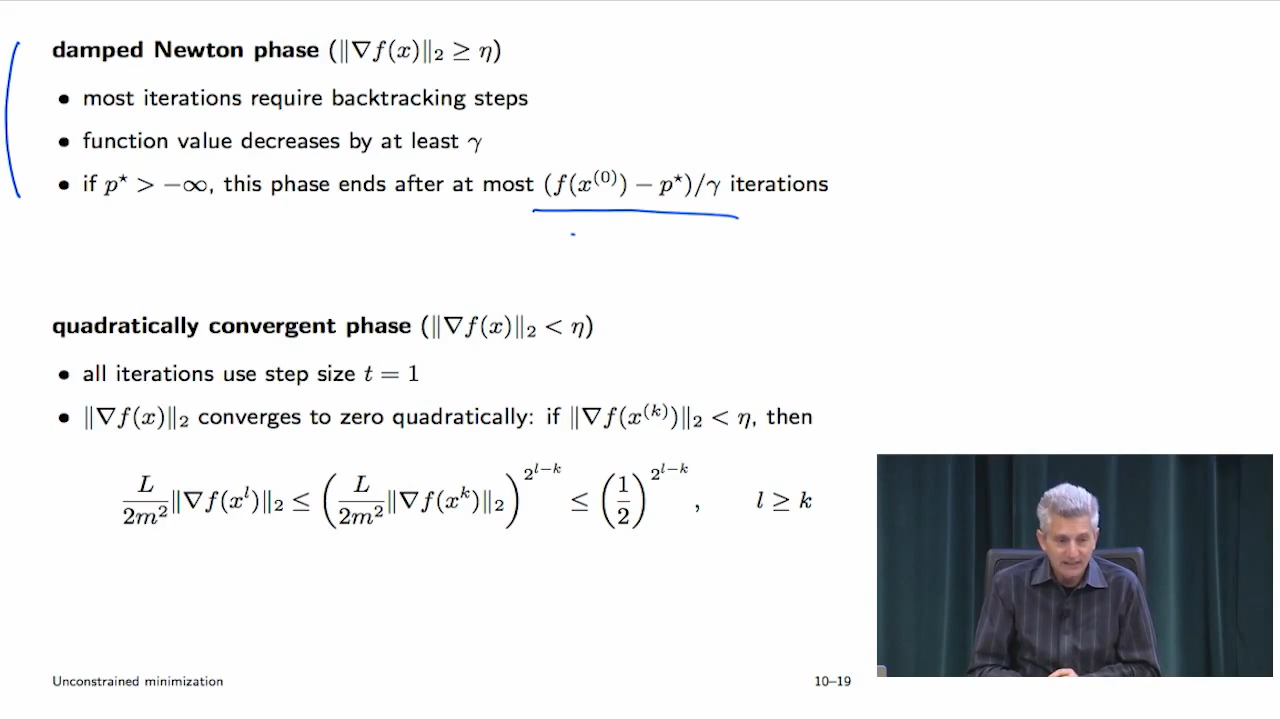 damped Newton phase (‖∇f(x)‖₂ ≥ η)
• most iterations require backtracking steps
• function value decreases by at least γ
• if p⋆ > −∞, this phase ends after at most (f(x⁽⁰⁾) − p⋆)/γ iterations
quadratically convergent phase (‖∇f(x)‖₂ < η)
• all iterations use step size t = 1
• ‖∇f(x)‖₂ converges to zero quadratically: if ‖∇f(x⁽ᵏ⁾)‖₂ < η, then
L/(2m²) ‖∇f(xˡ)‖₂ ≤ (L/(2m²) ‖∇f(xᵏ)‖₂)^(2^(l−k)) ≤ (1/2)^(2^(l−k)), l ≥ k
Unconstrained minimization 10–19